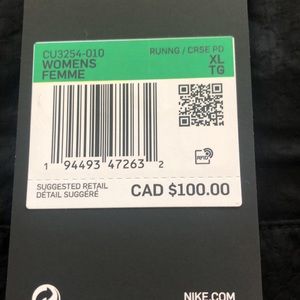 CU3254-010 RUNNG / CRSE PD
WOMENS XL
FEMME TG
1 94493 47263 2
RFID
SUGGESTED RETAIL
DÉTAIL SUGGÉRÉ CAD $100.00
NIKE.COM